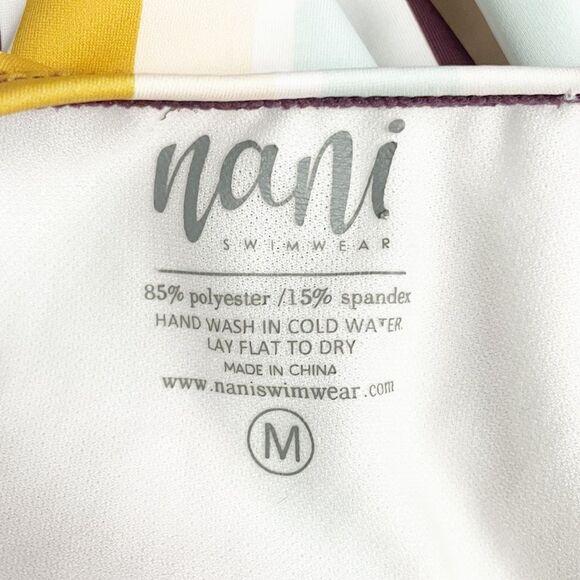 nani
SWIMWEAR
85% polyester /15% spandex
HAND WASH IN COLD WATER
LAY FLAT TO DRY
MADE IN CHINA
www.naniswimwear.com
M